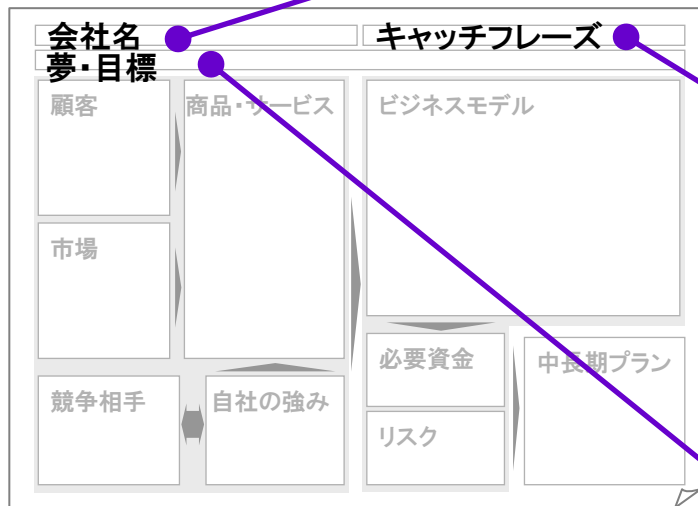 会社名
キャッチフレーズ
夢・目標
顧客
商品・サービス
ビジネスモデル
市場
必要資金
中長期プラン
競争相手
自社の強み
リスク